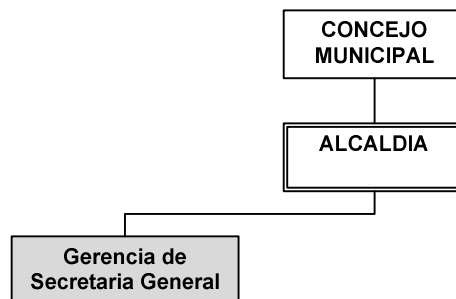 CONCEJO
MUNICIPAL
ALCALDIA
Gerencia de
Secretaria General